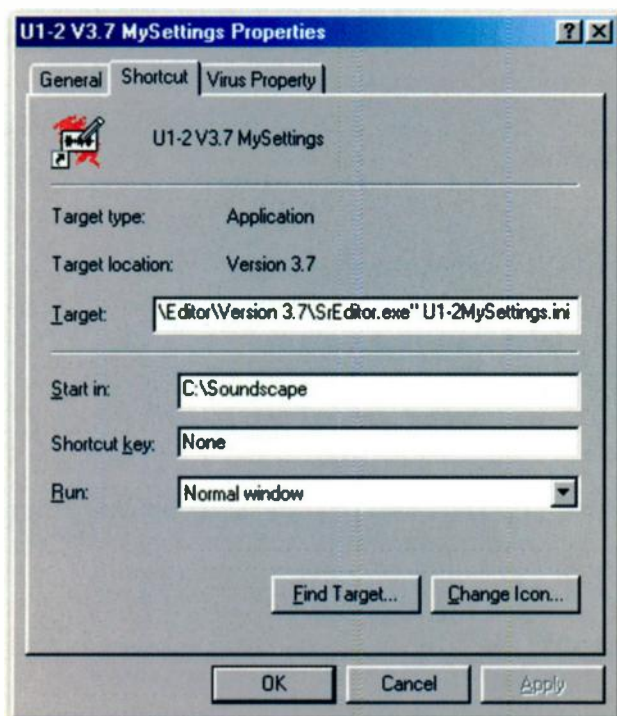 U1-2 V3.7 MySettings Properties
General Shortcut Virus Property
U1-2 V3.7 MySettings
Target type: Application
Target location: Version 3.7
Target: \Editor\Version 3.7\SrEditor.exe" U1-2MySettings.ini
Start in: C:\Soundscape
Shortcut key: None
Run: Normal window
Find Target... Change Icon...
OK Cancel Apply